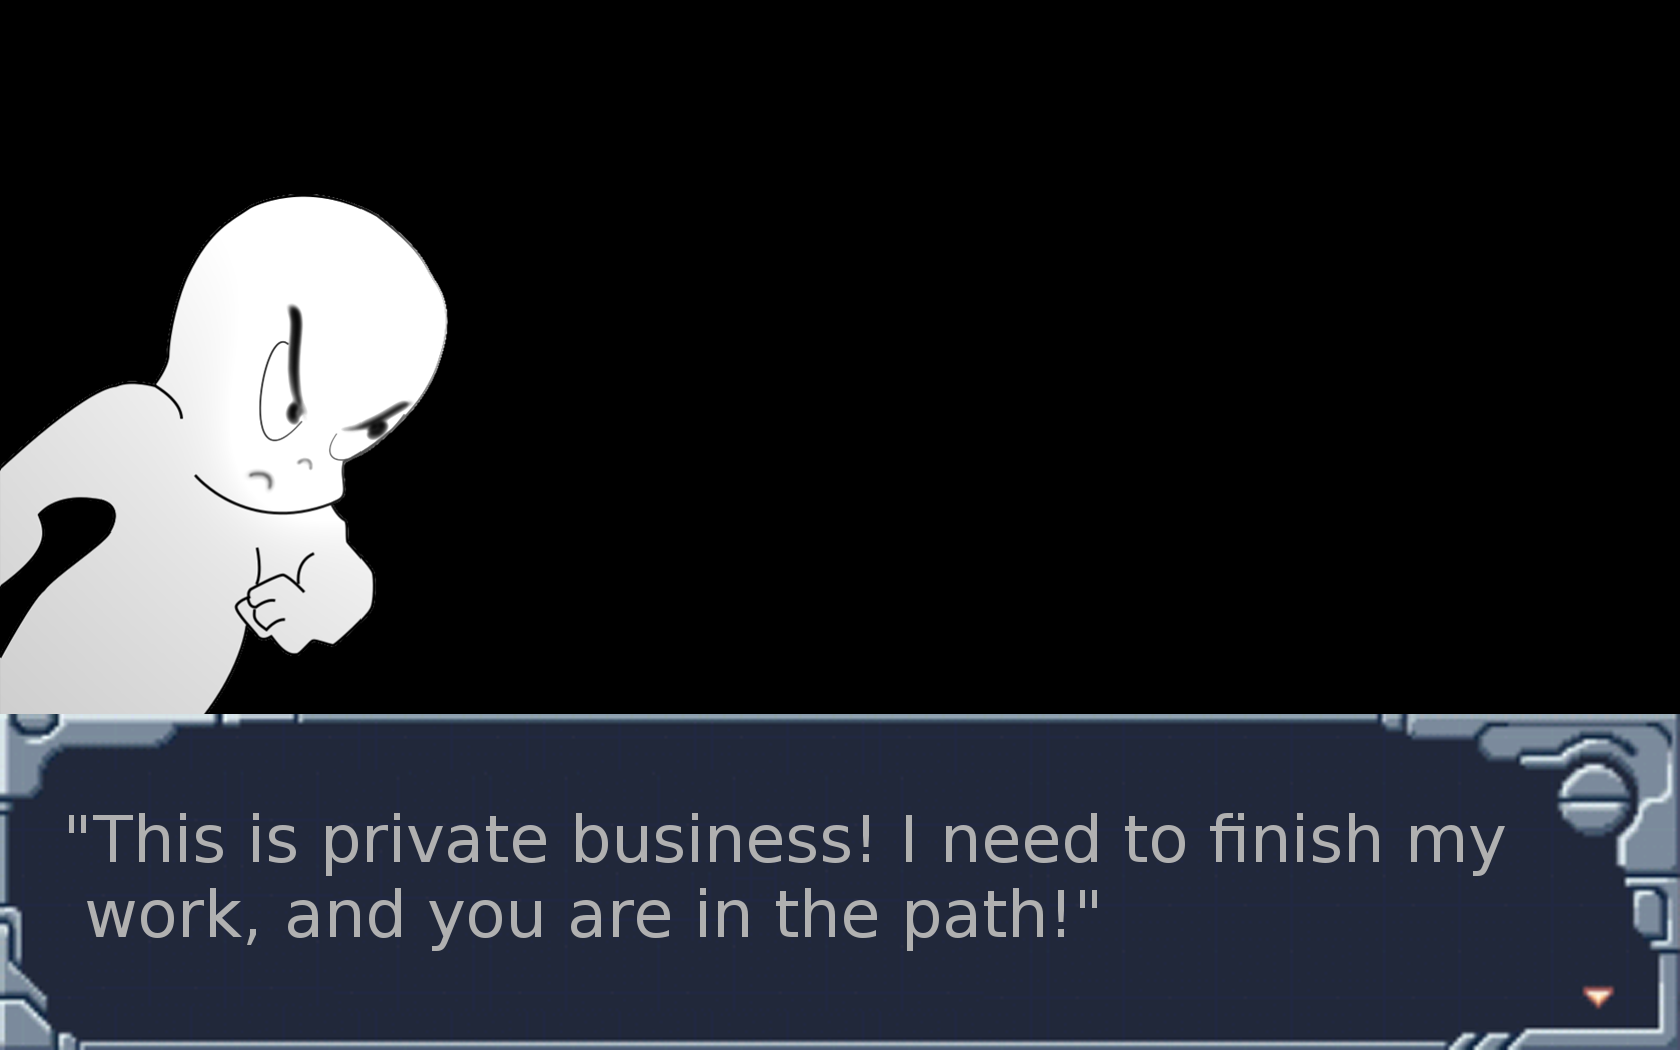 "This is private business! I need to finish my
work, and you are in the path!"